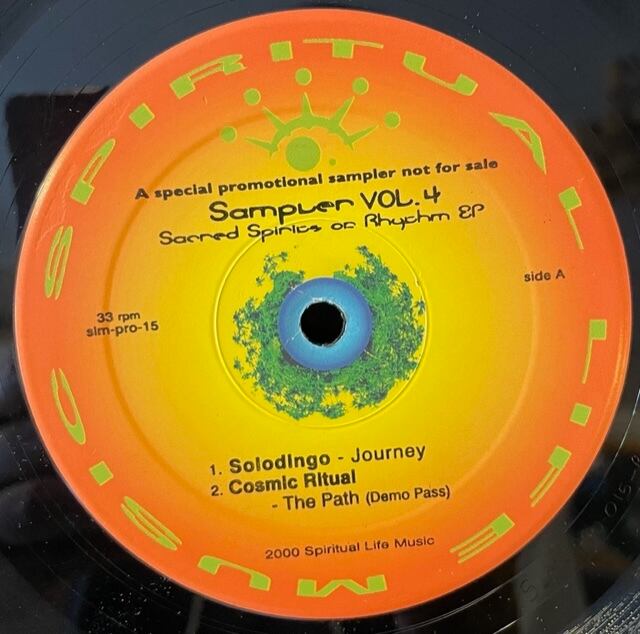 SPIRITUAL LIFE MUSIC
A special promotional sampler not for sale
Sampler VOL. 4
Sacred Spirits of Rhythm EP
side A
33 rpm
slm-pro-15
1. Solodingo - Journey
2. Cosmic Ritual
- The Path (Demo Pass)
2000 Spiritual Life Music